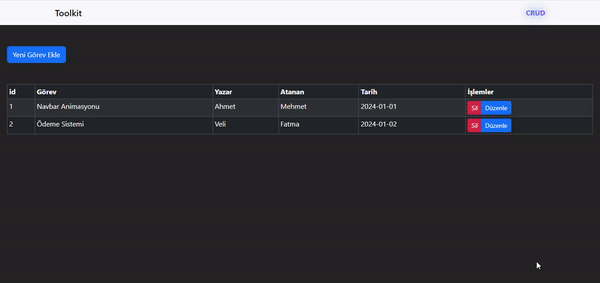 Toolkit CRUD
Yeni Görev Ekle
id Görev Yazar Atanan Tarih İşlemler
1 Navbar Animasyonu Ahmet Mehmet 2024-01-01 Sil Düzenle
2 Ödeme Sistemi Veli Fatma 2024-01-02 Sil Düzenle